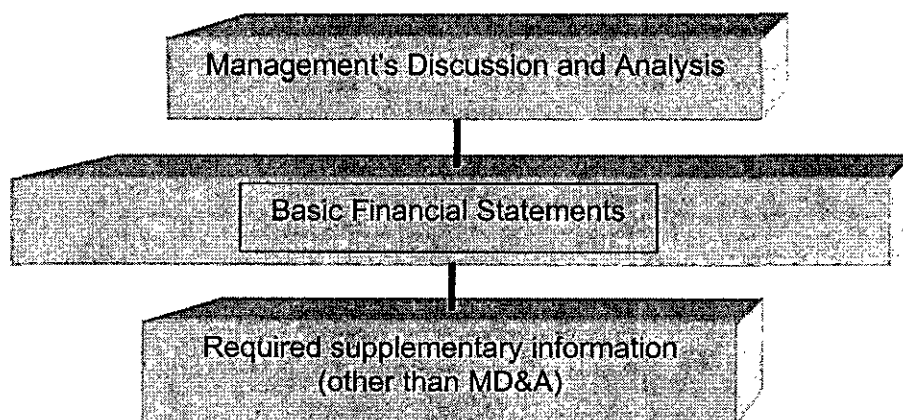 Management's Discussion and Analysis
Basic Financial Statements
Required supplementary information
(other than MD&A)